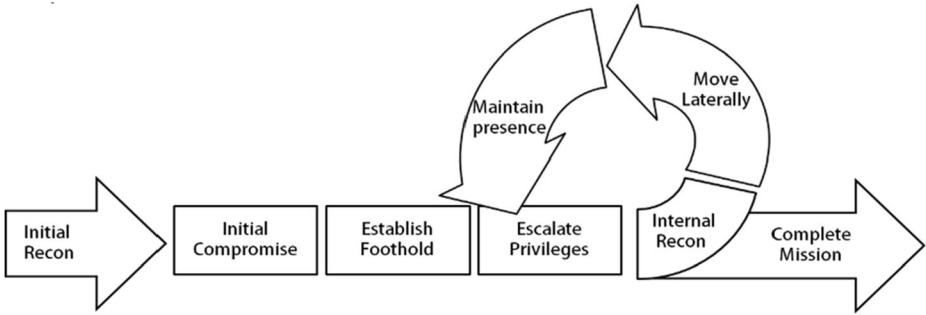 Maintain
presence
Move
Laterally
Initial
Recon
Initial
Compromise
Establish
Foothold
Escalate
Privileges
Internal
Recon
Complete
Mission